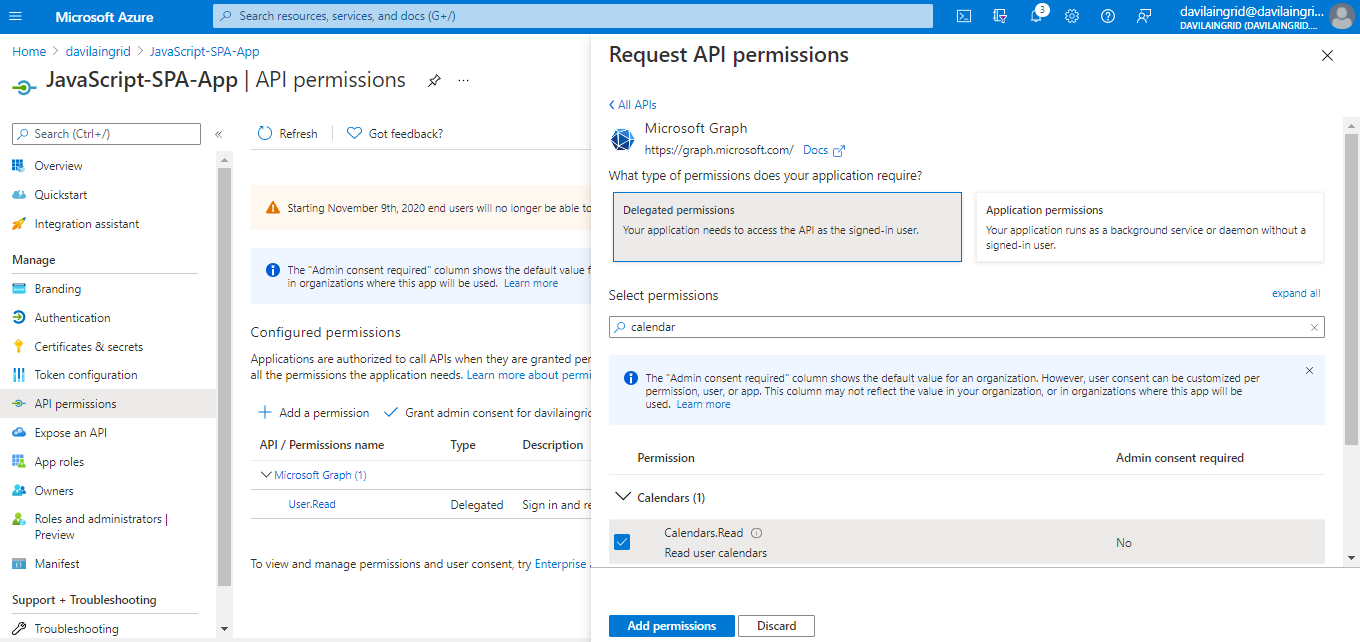 Microsoft Azure
Search resources, services, and docs (G+/)
3
davilaingrid@davilaingri...
DAVILAINGRID (DAVILAINGRID....
Home > davilaingrid > JavaScript-SPA-App
JavaScript-SPA-App | API permissions
Search (Ctrl+/)
Overview
Quickstart
Integration assistant
Manage
Branding
Authentication
Certificates & secrets
Token configuration
API permissions
Expose an API
App roles
Owners
Roles and administrators |
Preview
Manifest
Support + Troubleshooting
Troubleshooting
Refresh
Got feedback?
Starting November 9th, 2020 end users will no longer be able to
The "Admin consent required" column shows the default value f
in organizations where this app will be used. Learn more
Configured permissions
Applications are authorized to call APIs when they are granted per
all the permissions the application needs. Learn more about permi
Add a permission
Grant admin consent for davilaingrid
API / Permissions name Type Description
Microsoft Graph (1)
User.Read Delegated Sign in and re
To view and manage permissions and user consent, try Enterprise
Request API permissions
All APIs
Microsoft Graph
https://graph.microsoft.com/ Docs
What type of permissions does your application require?
Delegated permissions
Your application needs to access the API as the signed-in user.
Application permissions
Your application runs as a background service or daemon without a
signed-in user.
Select permissions
expand all
calendar
The "Admin consent required" column shows the default value for an organization. However, user consent can be customized per
permission, user, or app. This column may not reflect the value in your organization, or in organizations where this app will be
used. Learn more
Permission Admin consent required
Calendars (1)
Calendars.Read
Read user calendars
No
Add permissions
Discard